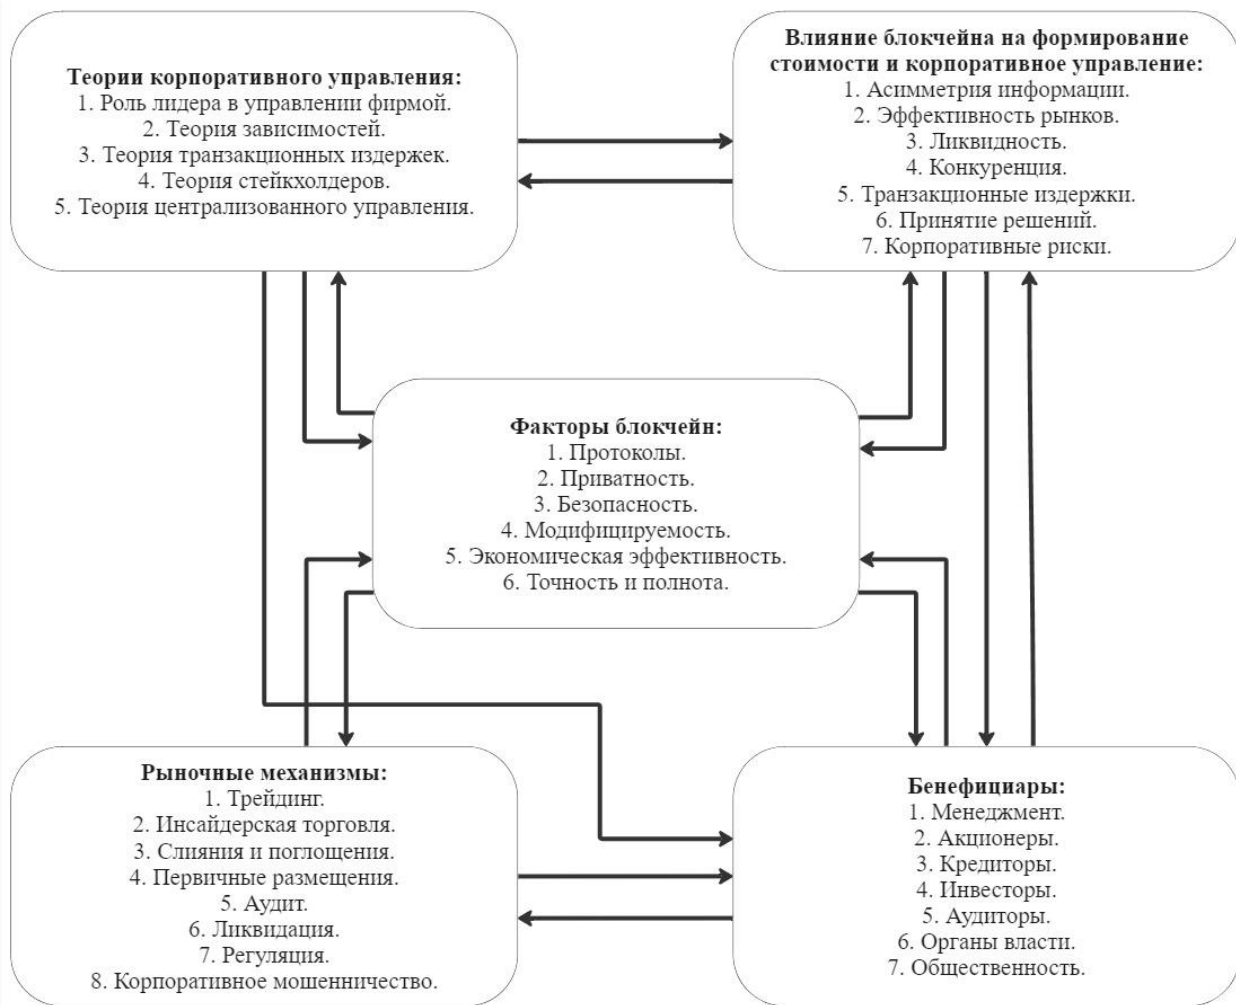 Теории корпоративного управления:
1. Роль лидера в управлении фирмой.
2. Теория зависимостей.
3. Теория транзакционных издержек.
4. Теория стейкхолдеров.
5. Теория централизованного управления.
Влияние блокчейна на формирование
стоимости и корпоративное управление:
1. Асимметрия информации.
2. Эффективность рынков.
3. Ликвидность.
4. Конкуренция.
5. Транзакционные издержки.
6. Принятие решений.
7. Корпоративные риски.
Факторы блокчейн:
1. Протоколы.
2. Приватность.
3. Безопасность.
4. Модифицируемость.
5. Экономическая эффективность.
6. Точность и полнота.
Рыночные механизмы:
1. Трейдинг.
2. Инсайдерская торговля.
3. Слияния и поглощения.
4. Первичные размещения.
5. Аудит.
6. Ликвидация.
7. Регуляция.
8. Корпоративное мошенничество.
Бенефициары:
1. Менеджмент.
2. Акционеры.
3. Кредиторы.
4. Инвесторы.
5. Аудиторы.
6. Органы власти.
7. Общественность.